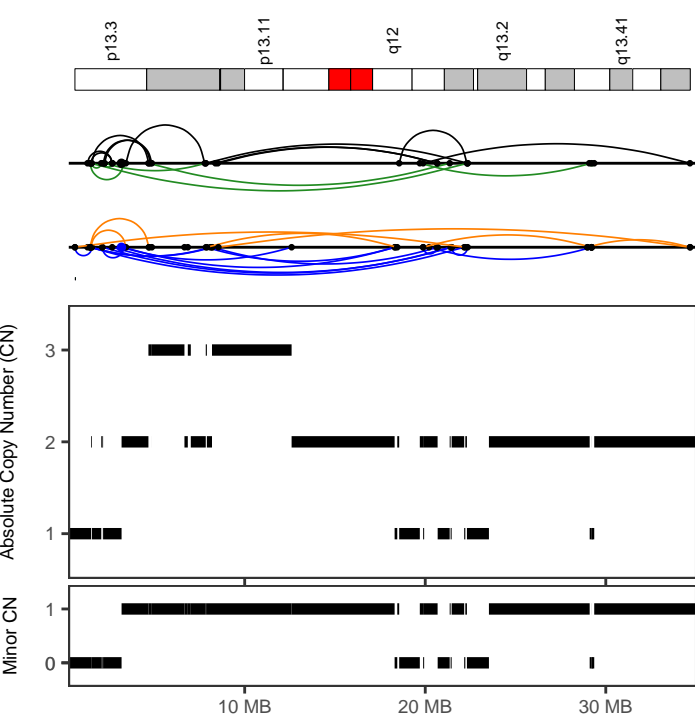 p13.3
p13.11
q12
q13.2
q13.41
Absolute Copy Number (CN)
3
2
1
Minor CN
1
0
10 MB
20 MB
30 MB